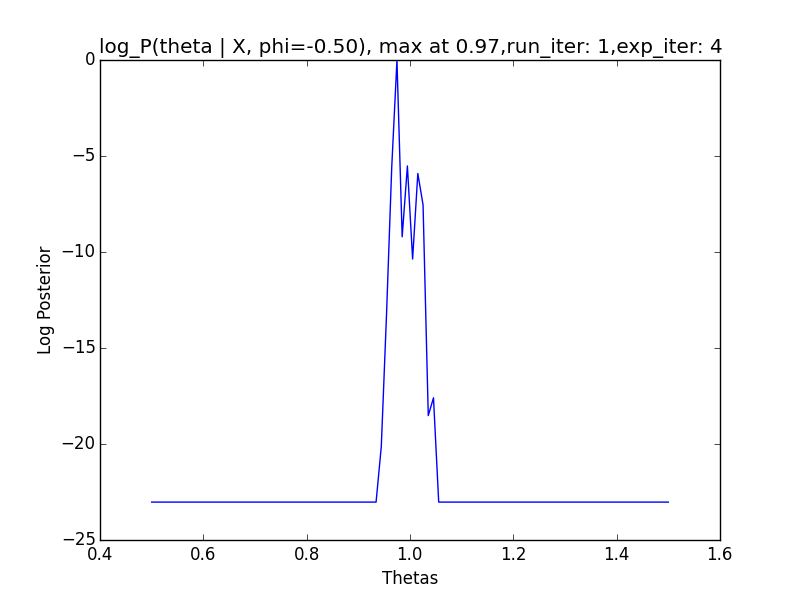 log_P(theta | X, phi=-0.50), max at 0.97,run_iter: 1,exp_iter: 4
0
−5
−10
−15
−20
−25
Log Posterior
0.4 0.6 0.8 1.0 1.2 1.4 1.6
Thetas